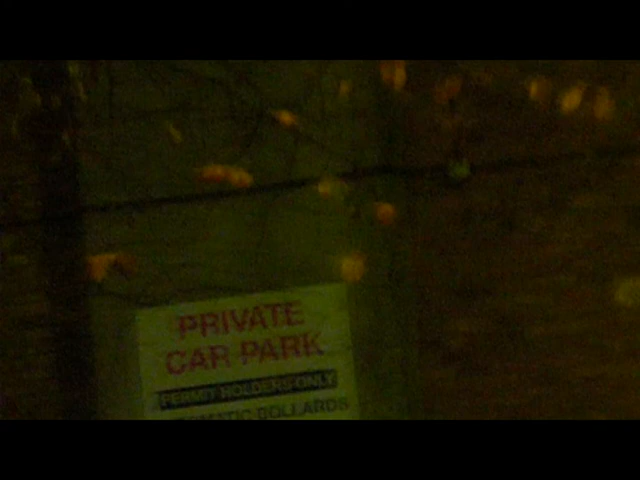 PRIVATE
CAR PARK
PERMIT HOLDERS ONLY
BOLLARDS